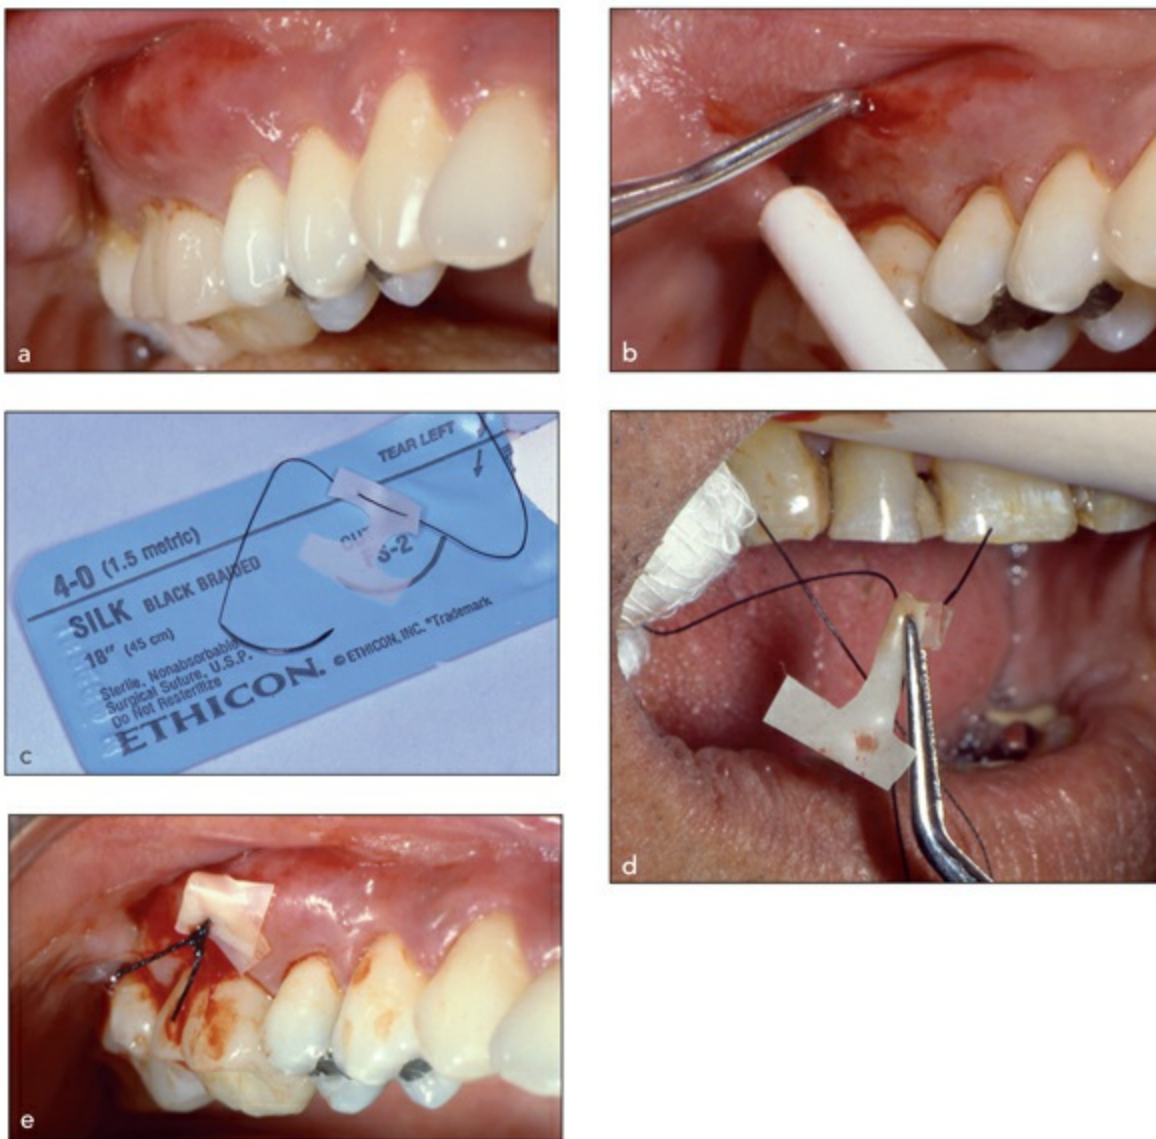 a
b
TEAR LEFT
4-0 (1.5 metric)
SILK BLACK BRAIDED
18" (45 cm)
Sterile, Nonabsorbable
Surgical Suture, U.S.P.
Do Not Resterilize
ETHICON. © ETHICON, INC. *Trademark
S-2
c
d
e